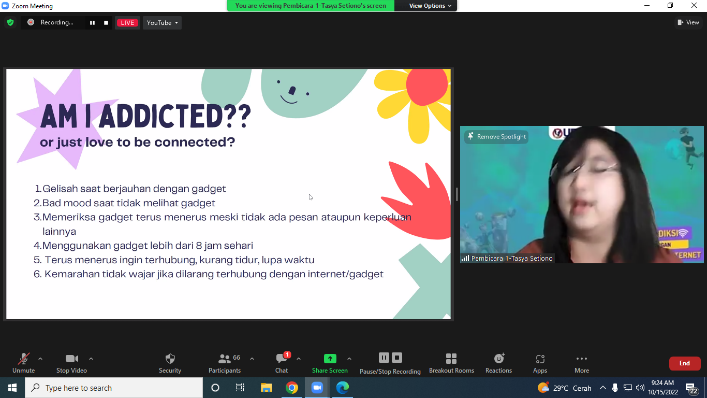 Zoom Meeting
You are viewing Pembicara 1-Tasya Setiono's screen
View Options
Recording...
LIVE
YouTube
View
AM I ADDICTED??
or just love to be connected?
1.Gelisah saat berjauhan dengan gadget
2.Bad mood saat tidak melihat gadget
3.Memeriksa gadget terus menerus meski tidak ada pesan ataupun keperluan
lainnya
4.Menggunakan gadget lebih dari 8 jam sehari
5. Terus menerus ingin terhubung, kurang tidur, lupa waktu
6. Kemarahan tidak wajar jika dilarang terhubung dengan internet/gadget
Remove Spotlight
DIKSI
TERNET
Pembicara-1-Tasya Setiono
Unmute
Stop Video
Security
Participants
66
Chat
1
Share Screen
Pause/Stop Recording
Breakout Rooms
Reactions
Apps
More
End
Type here to search
29°C Cerah
9:24 AM
10/15/2022
22